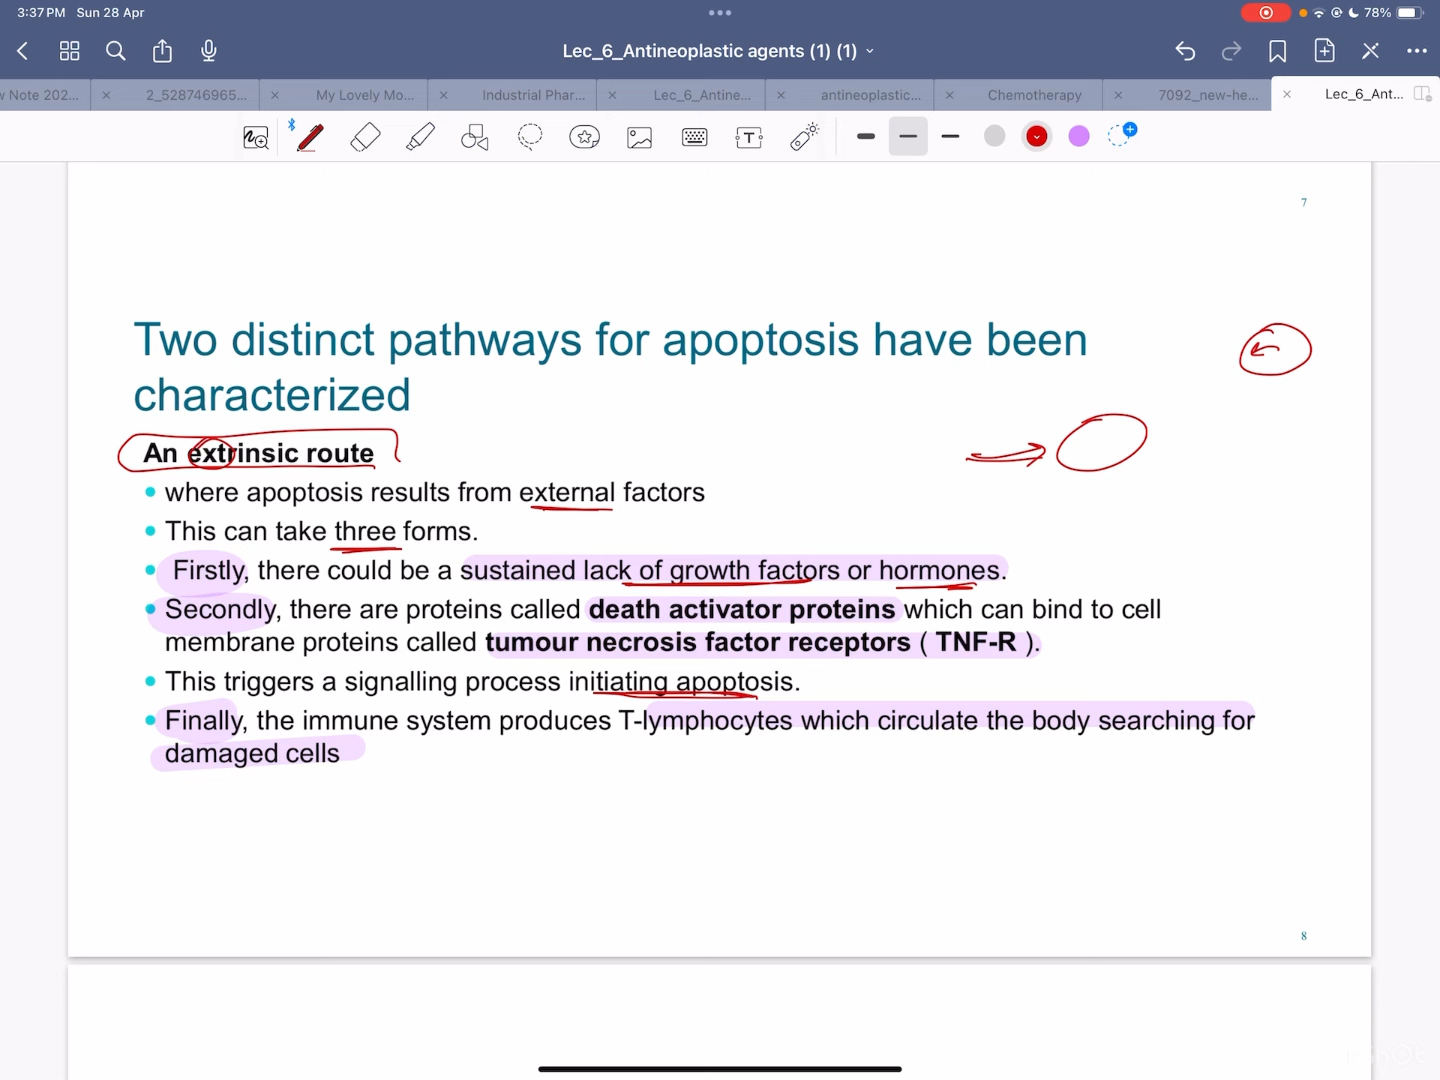 3:37 PM Sun 28 Apr
78%
Lec_6_Antineoplastic agents (1) (1)
w Note 202...
2_528746965...
My Lovely Mo...
Industrial Phar...
Lec_6_Antine...
antineoplastic...
Chemotherapy
7092_new-he...
Lec_6_Ant...
7
Two distinct pathways for apoptosis have been
characterized
An extrinsic route
• where apoptosis results from external factors
• This can take three forms.
• Firstly, there could be a sustained lack of growth factors or hormones.
• Secondly, there are proteins called death activator proteins which can bind to cell
membrane proteins called tumour necrosis factor receptors ( TNF-R ).
• This triggers a signalling process initiating apoptosis.
• Finally, the immune system produces T-lymphocytes which circulate the body searching for
damaged cells
8